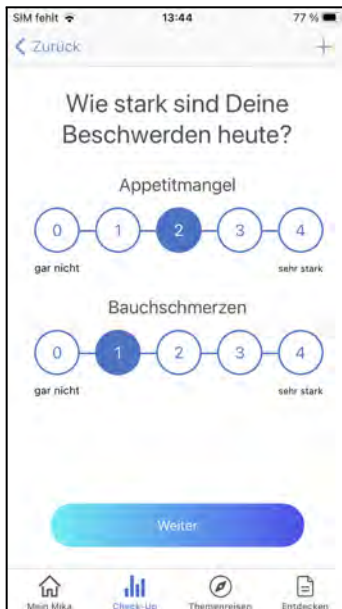 SIM fehlt 13:44 77 %
Zurück
Wie stark sind Deine
Beschwerden heute?
Appetitmangel
0 1 2 3 4
gar nicht sehr stark
Bauchschmerzen
0 1 2 3 4
gar nicht sehr stark
Weiter
Mein Mika Check-Up Themenreisen Entdecken